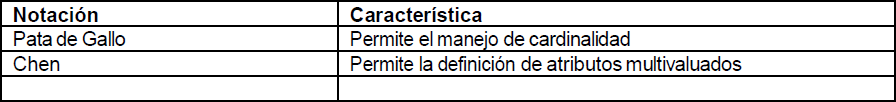 Notación Característica
Pata de Gallo Permite el manejo de cardinalidad
Chen Permite la definición de atributos multivaluados